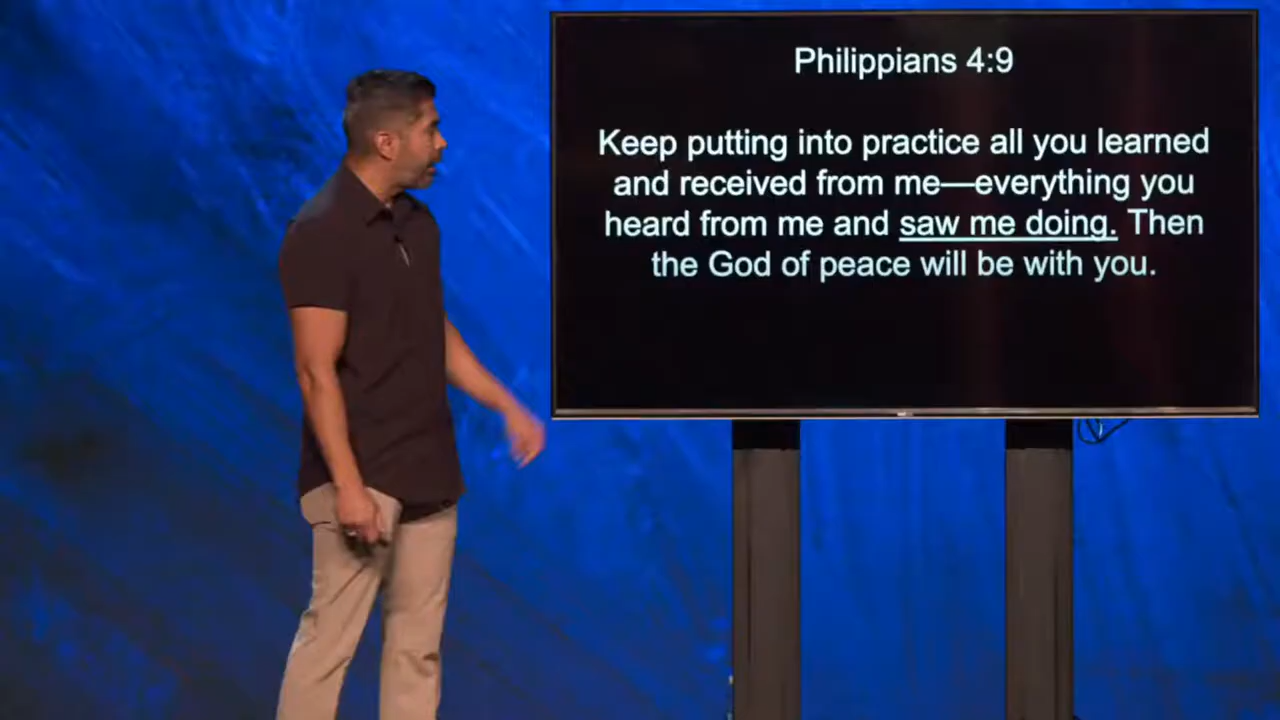 Philippians 4:9
Keep putting into practice all you learned
and received from me—everything you
heard from me and saw me doing. Then
the God of peace will be with you.